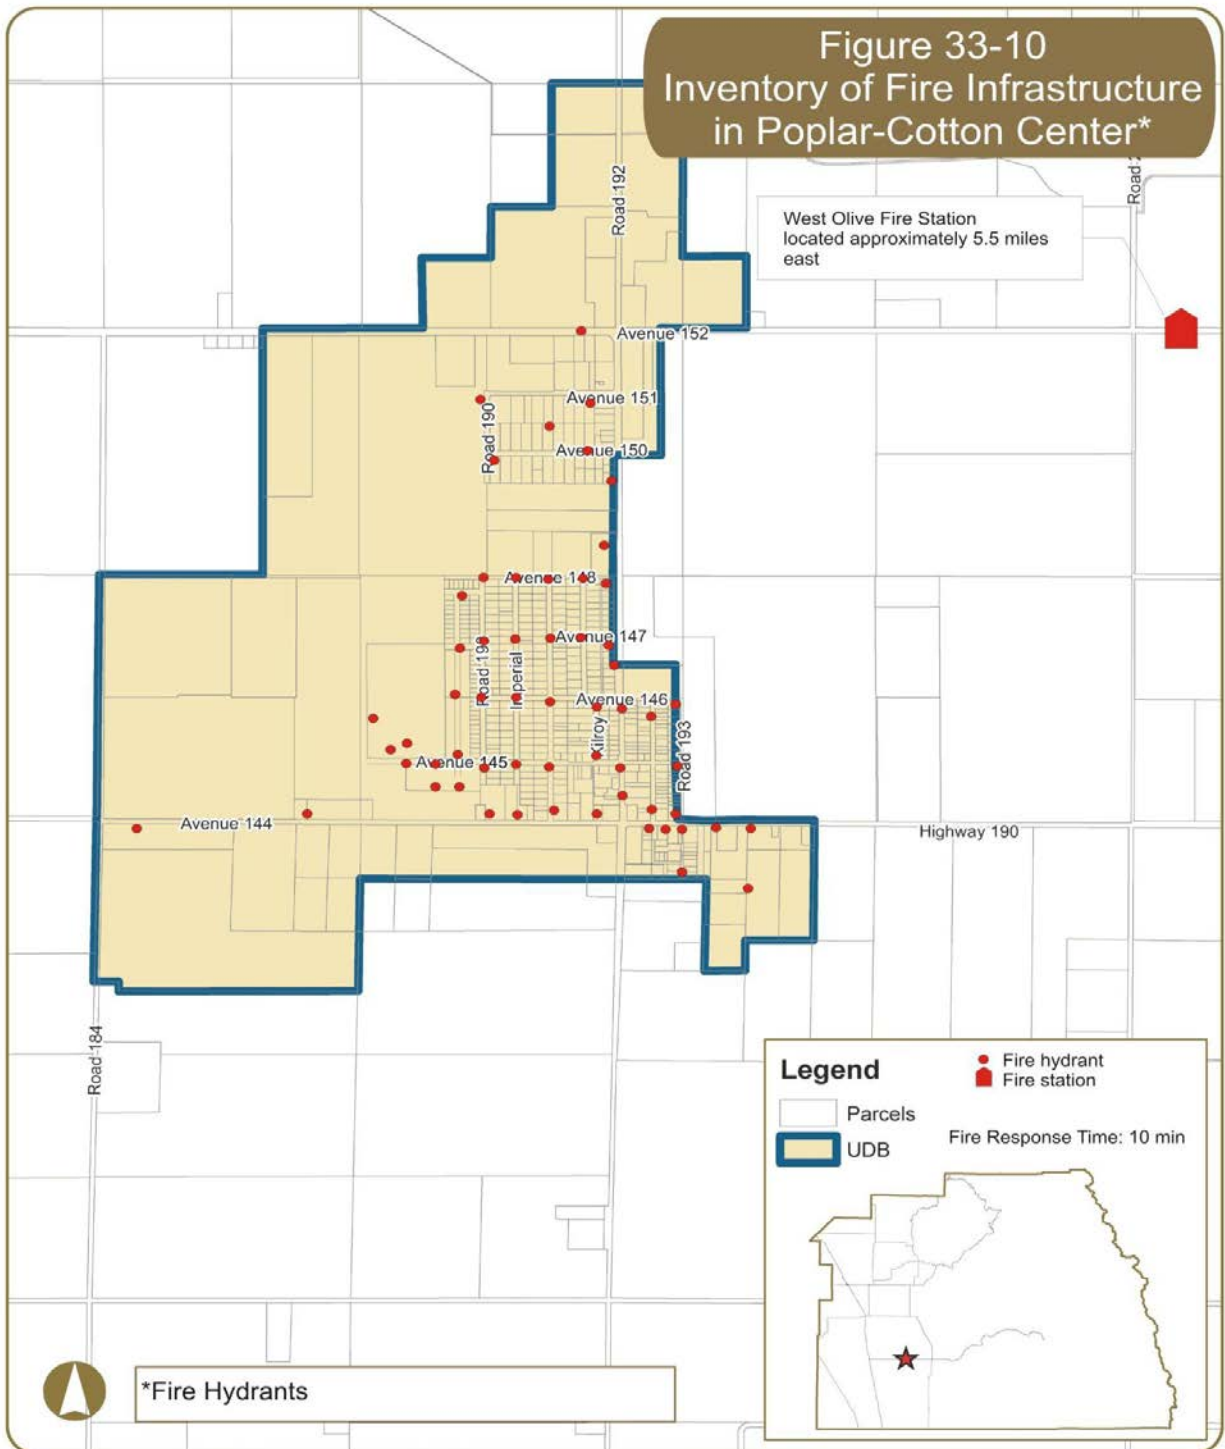 Figure 33-10
Inventory of Fire Infrastructure
in Poplar-Cotton Center*
Road 192
West Olive Fire Station
located approximately 5.5 miles
east
Avenue 152
Avenue 151
Road 190
Avenue 150
Avenue 148
Avenue 147
Road 190
Imperial
Avenue 146
Kilroy
Road 193
Avenue 145
Avenue 144
Highway 190
Road 184
Legend
Fire hydrant
Fire station
Parcels
UDB
Fire Response Time: 10 min
*Fire Hydrants